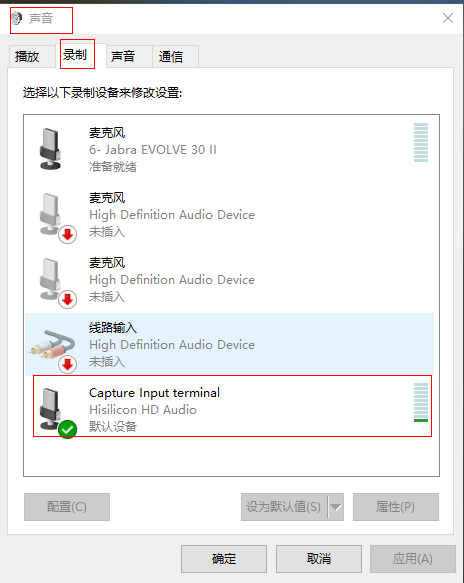 声音
播放
录制
声音
通信
选择以下录制设备来修改设置:
麦克风
6- Jabra EVOLVE 30 II
准备就绪
麦克风
High Definition Audio Device
未插入
麦克风
High Definition Audio Device
未插入
线路输入
High Definition Audio Device
未插入
Capture Input terminal
Hisilicon HD Audio
默认设备
配置(C)
设为默认值(S)
属性(P)
确定
取消
应用(A)